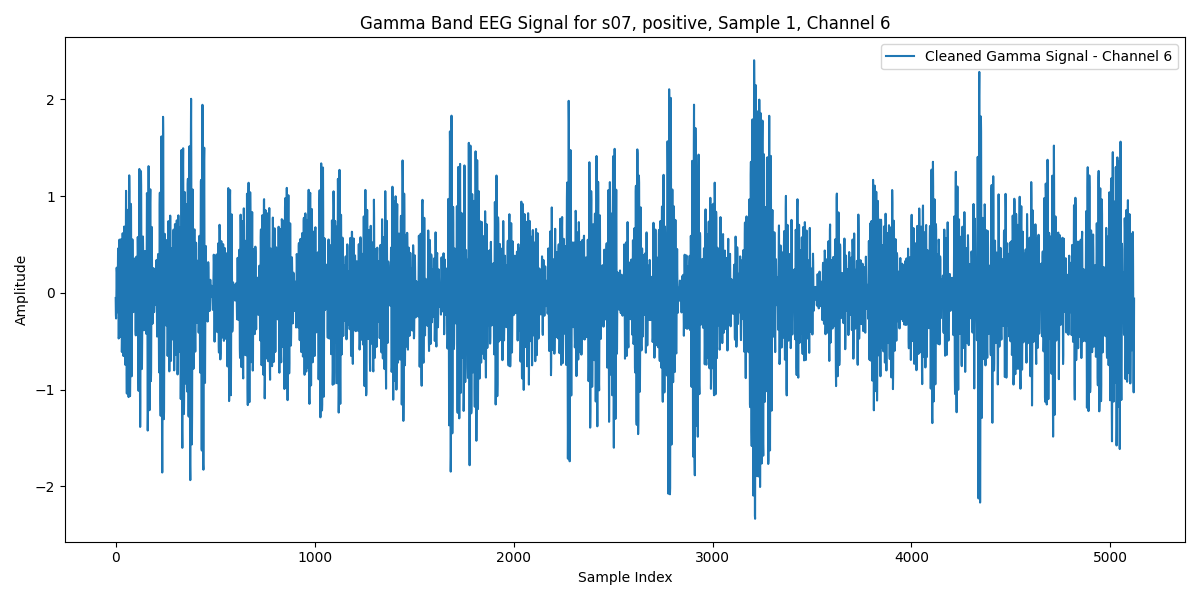 Gamma Band EEG Signal for s07, positive, Sample 1, Channel 6
Cleaned Gamma Signal - Channel 6
2
1
0
−1
−2
Amplitude
0 1000 2000 3000 4000 5000
Sample Index